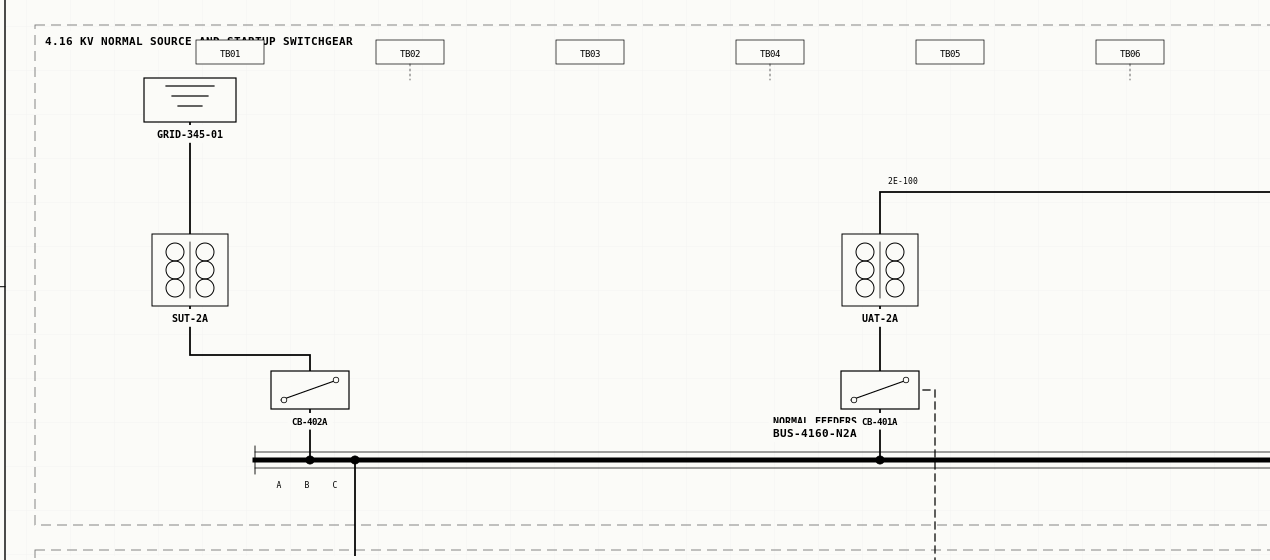 4.16 KV NORMAL SOURCE AND STARTUP SWITCHGEAR
TB01
TB02
TB03
TB04
TB05
TB06
GRID-345-01
2E-100
SUT-2A
UAT-2A
CB-402A
NORMAL FEEDERS
CB-401A
BUS-4160-N2A
A B C